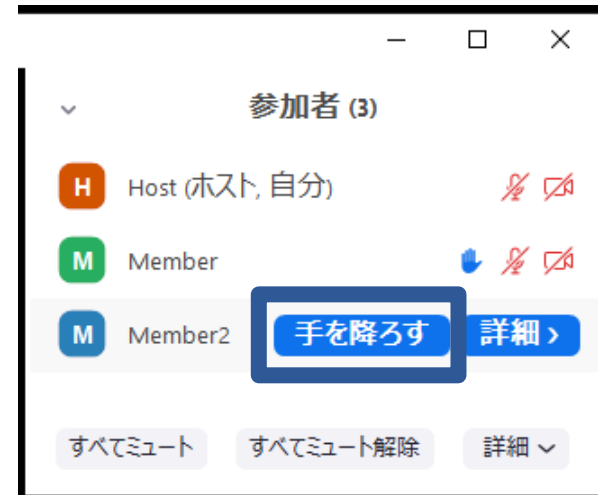 参加者 (3)
H Host (ホスト, 自分)
M Member
M Member2 手を降ろす 詳細 >
すべてミュート すべてミュート解除 詳細